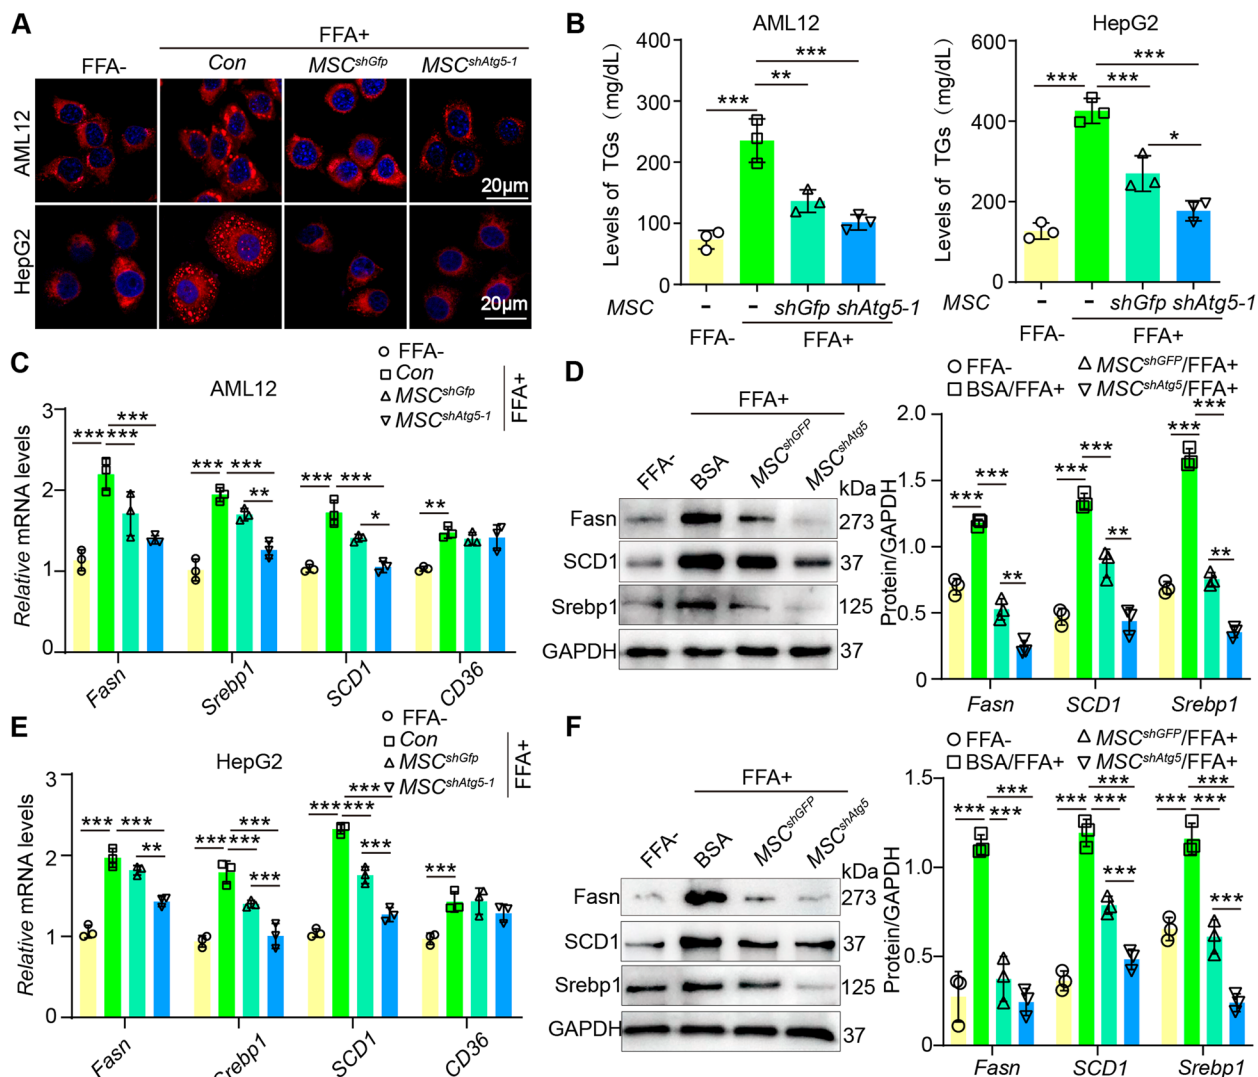 A
FFA+
FFA-
Con
MSCshGfp
MSCshAtg5-1
AML12
20μm
HepG2
20μm
B
AML12
Levels of TGs (mg/dL)
400
300
200
100
0
***
**
***
MSC
-
-
shGfp
shAtg5-1
FFA-
FFA+
HepG2
Levels of TGs (mg/dL)
600
400
200
0
***
***
***
*
MSC
-
-
shGfp
shAtg5-1
FFA-
FFA+
C
AML12
FFA-
Con
MSCshGfp
MSCshAtg5-1
FFA+
Relative mRNA levels
3
2
1
0
***
***
***
***
***
**
***
***
*
**
Fasn
Srebp1
SCD1
CD36
D
FFA+
FFA-
BSA
MSCshGFP
MSCshAtg5
kDa
Fasn
273
SCD1
37
Srebp1
125
GAPDH
37
FFA-
BSA/FFA+
MSCshGFP/FFA+
MSCshAtg5/FFA+
Protein/GAPDH
2.0
1.5
1.0
0.5
0
***
***
**
***
***
**
***
***
**
Fasn
SCD1
Srebp1
E
HepG2
FFA-
Con
MSCshGfp
MSCshAtg5-1
FFA+
Relative mRNA levels
3
2
1
0
***
***
**
***
***
***
***
***
***
***
***
***
Fasn
Srebp1
SCD1
CD36
F
FFA+
FFA-
BSA
MSCshGFP
MSCshAtg5
kDa
Fasn
273
SCD1
37
Srebp1
125
GAPDH
37
FFA-
BSA/FFA+
MSCshGFP/FFA+
MSCshAtg5/FFA+
Protein/GAPDH
1.5
1.0
0.5
0
***
***
***
***
***
***
***
***
***
***
***
Fasn
SCD1
Srebp1